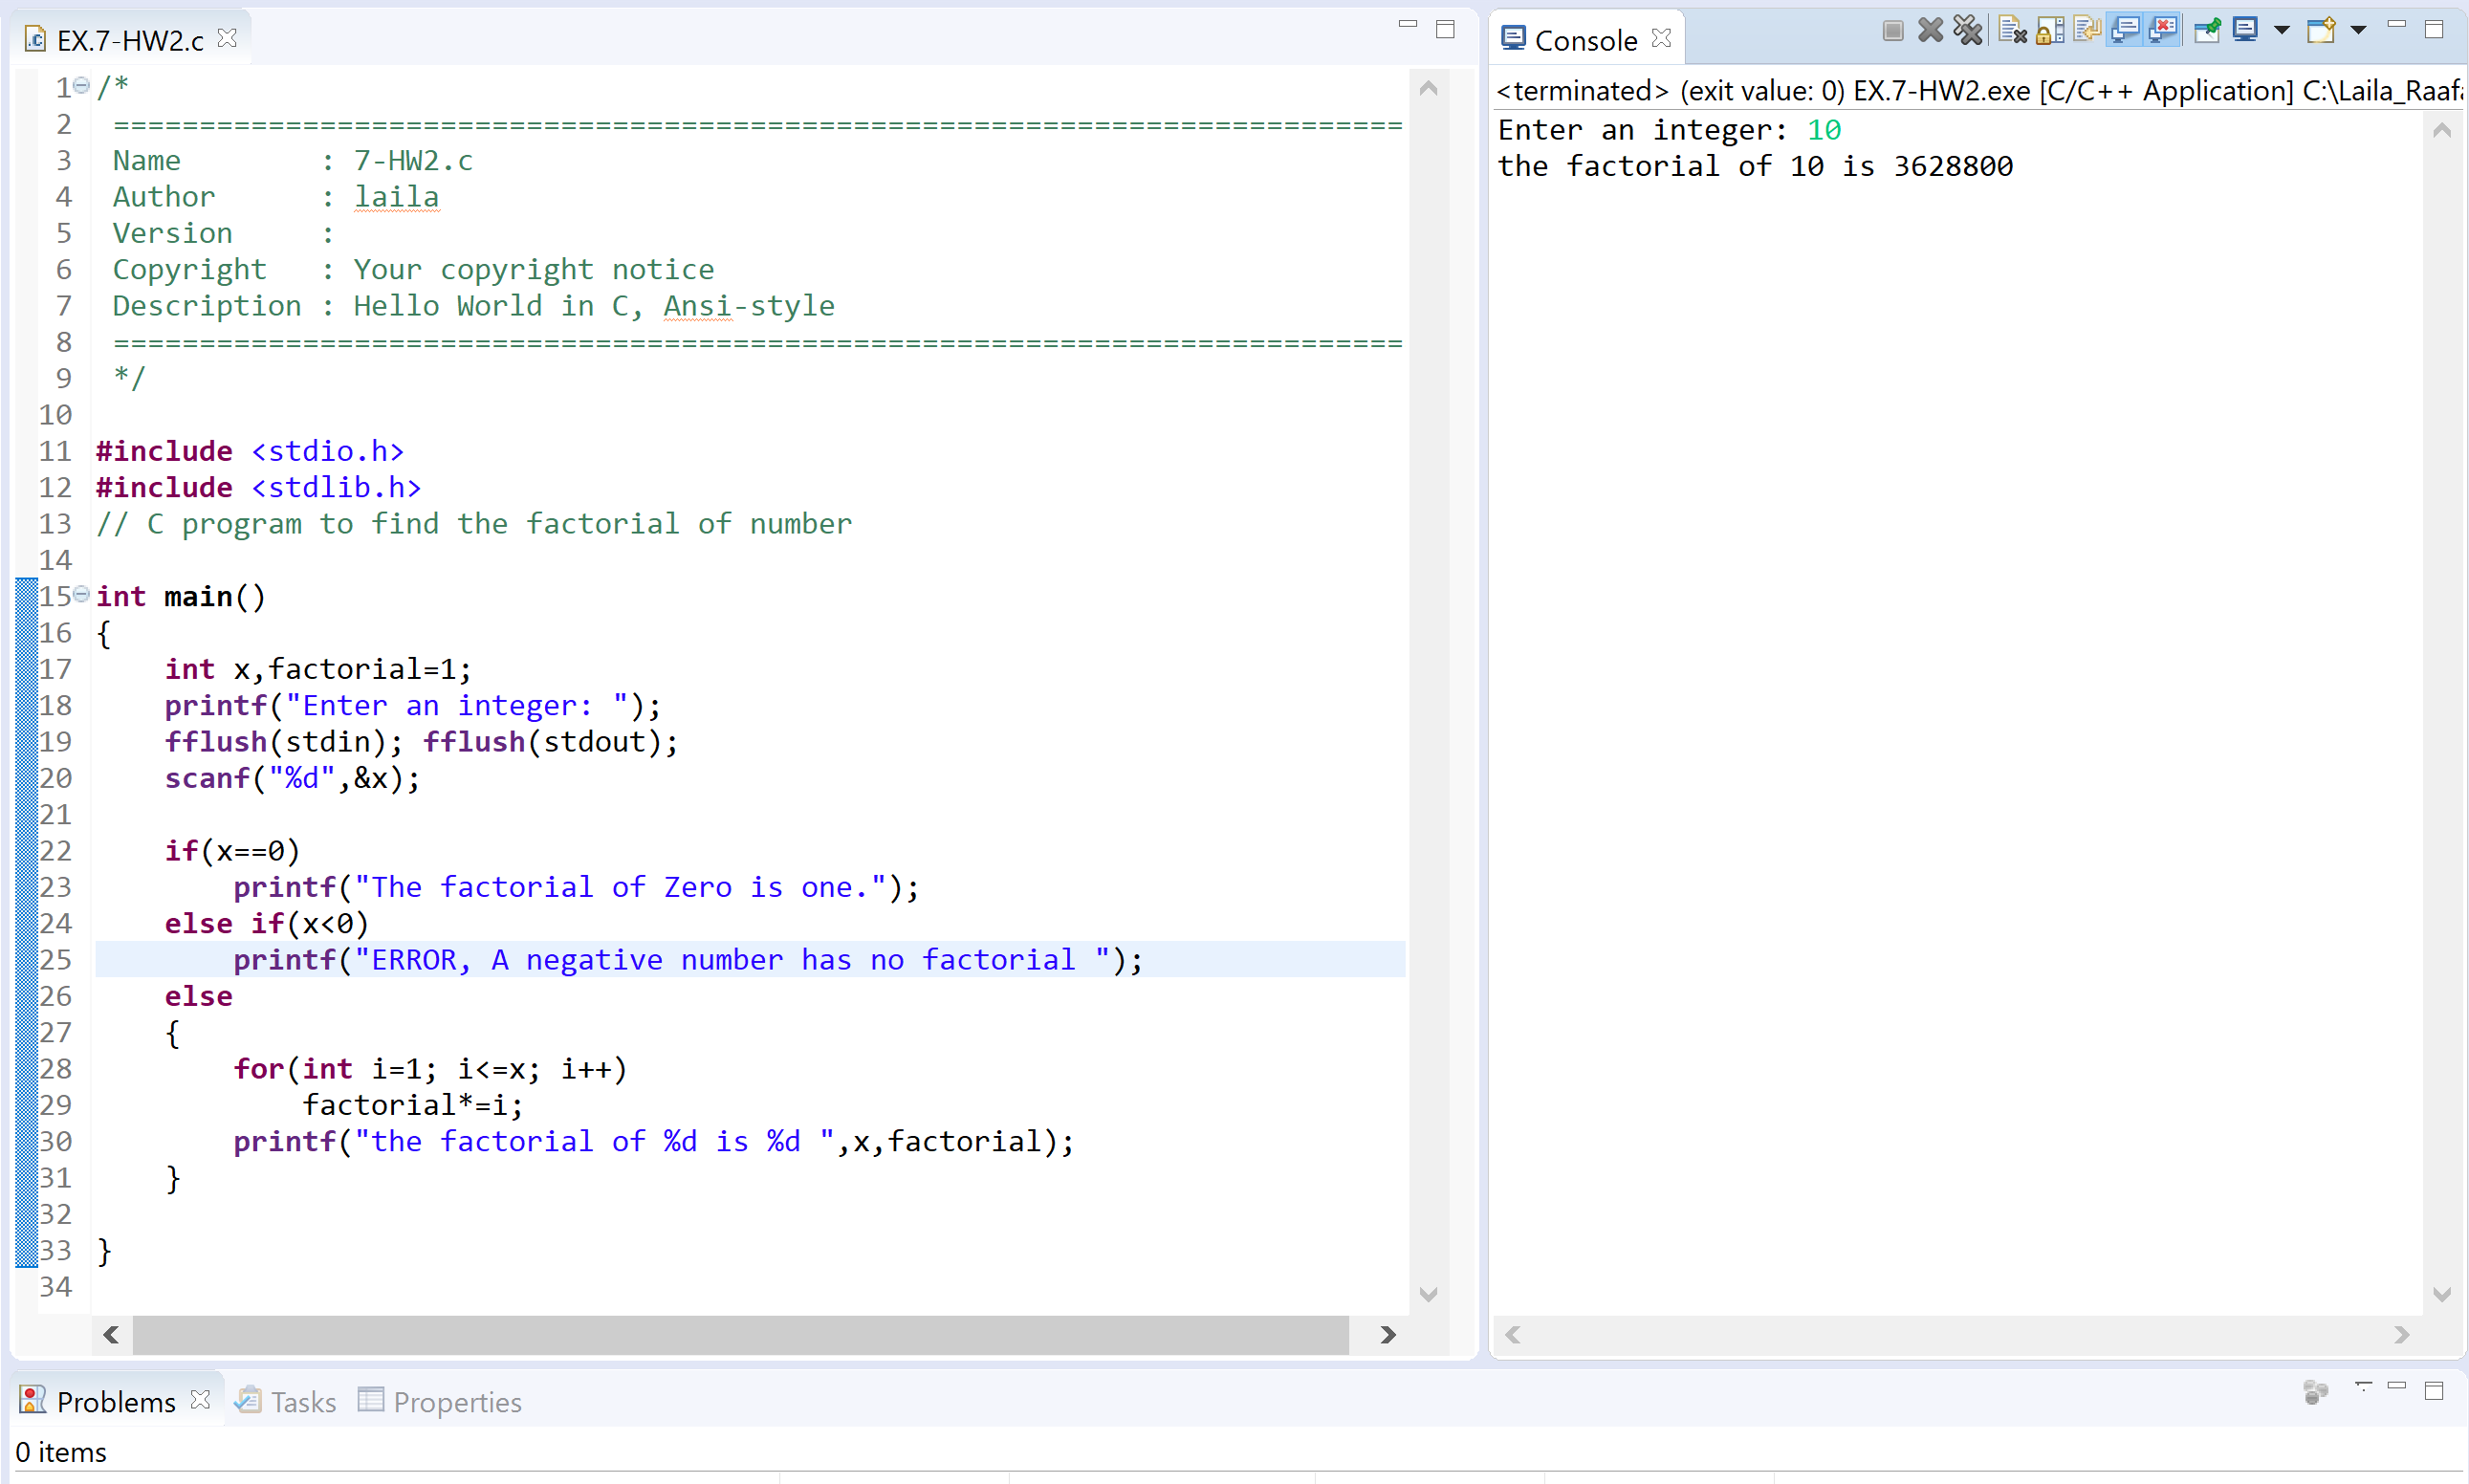 EX.7-HW2.c
1 /*
2  ===========================================================================
3  Name        : 7-HW2.c
4  Author      : laila
5  Version     :
6  Copyright   : Your copyright notice
7  Description : Hello World in C, Ansi-style
8  ===========================================================================
9  */
10
11 #include <stdio.h>
12 #include <stdlib.h>
13 // C program to find the factorial of number
14
15 int main()
16 {
17     int x,factorial=1;
18     printf("Enter an integer: ");
19     fflush(stdin); fflush(stdout);
20     scanf("%d",&x);
21
22     if(x==0)
23         printf("The factorial of Zero is one.");
24     else if(x<0)
25         printf("ERROR, A negative number has no factorial ");
26     else
27     {
28         for(int i=1; i<=x; i++)
29             factorial*=i;
30         printf("the factorial of %d is %d ",x,factorial);
31     }
32
33 }
34
Console
<terminated> (exit value: 0) EX.7-HW2.exe [C/C++ Application] C:\Laila_Raafa
Enter an integer: 10
the factorial of 10 is 3628800
Problems Tasks Properties
0 items